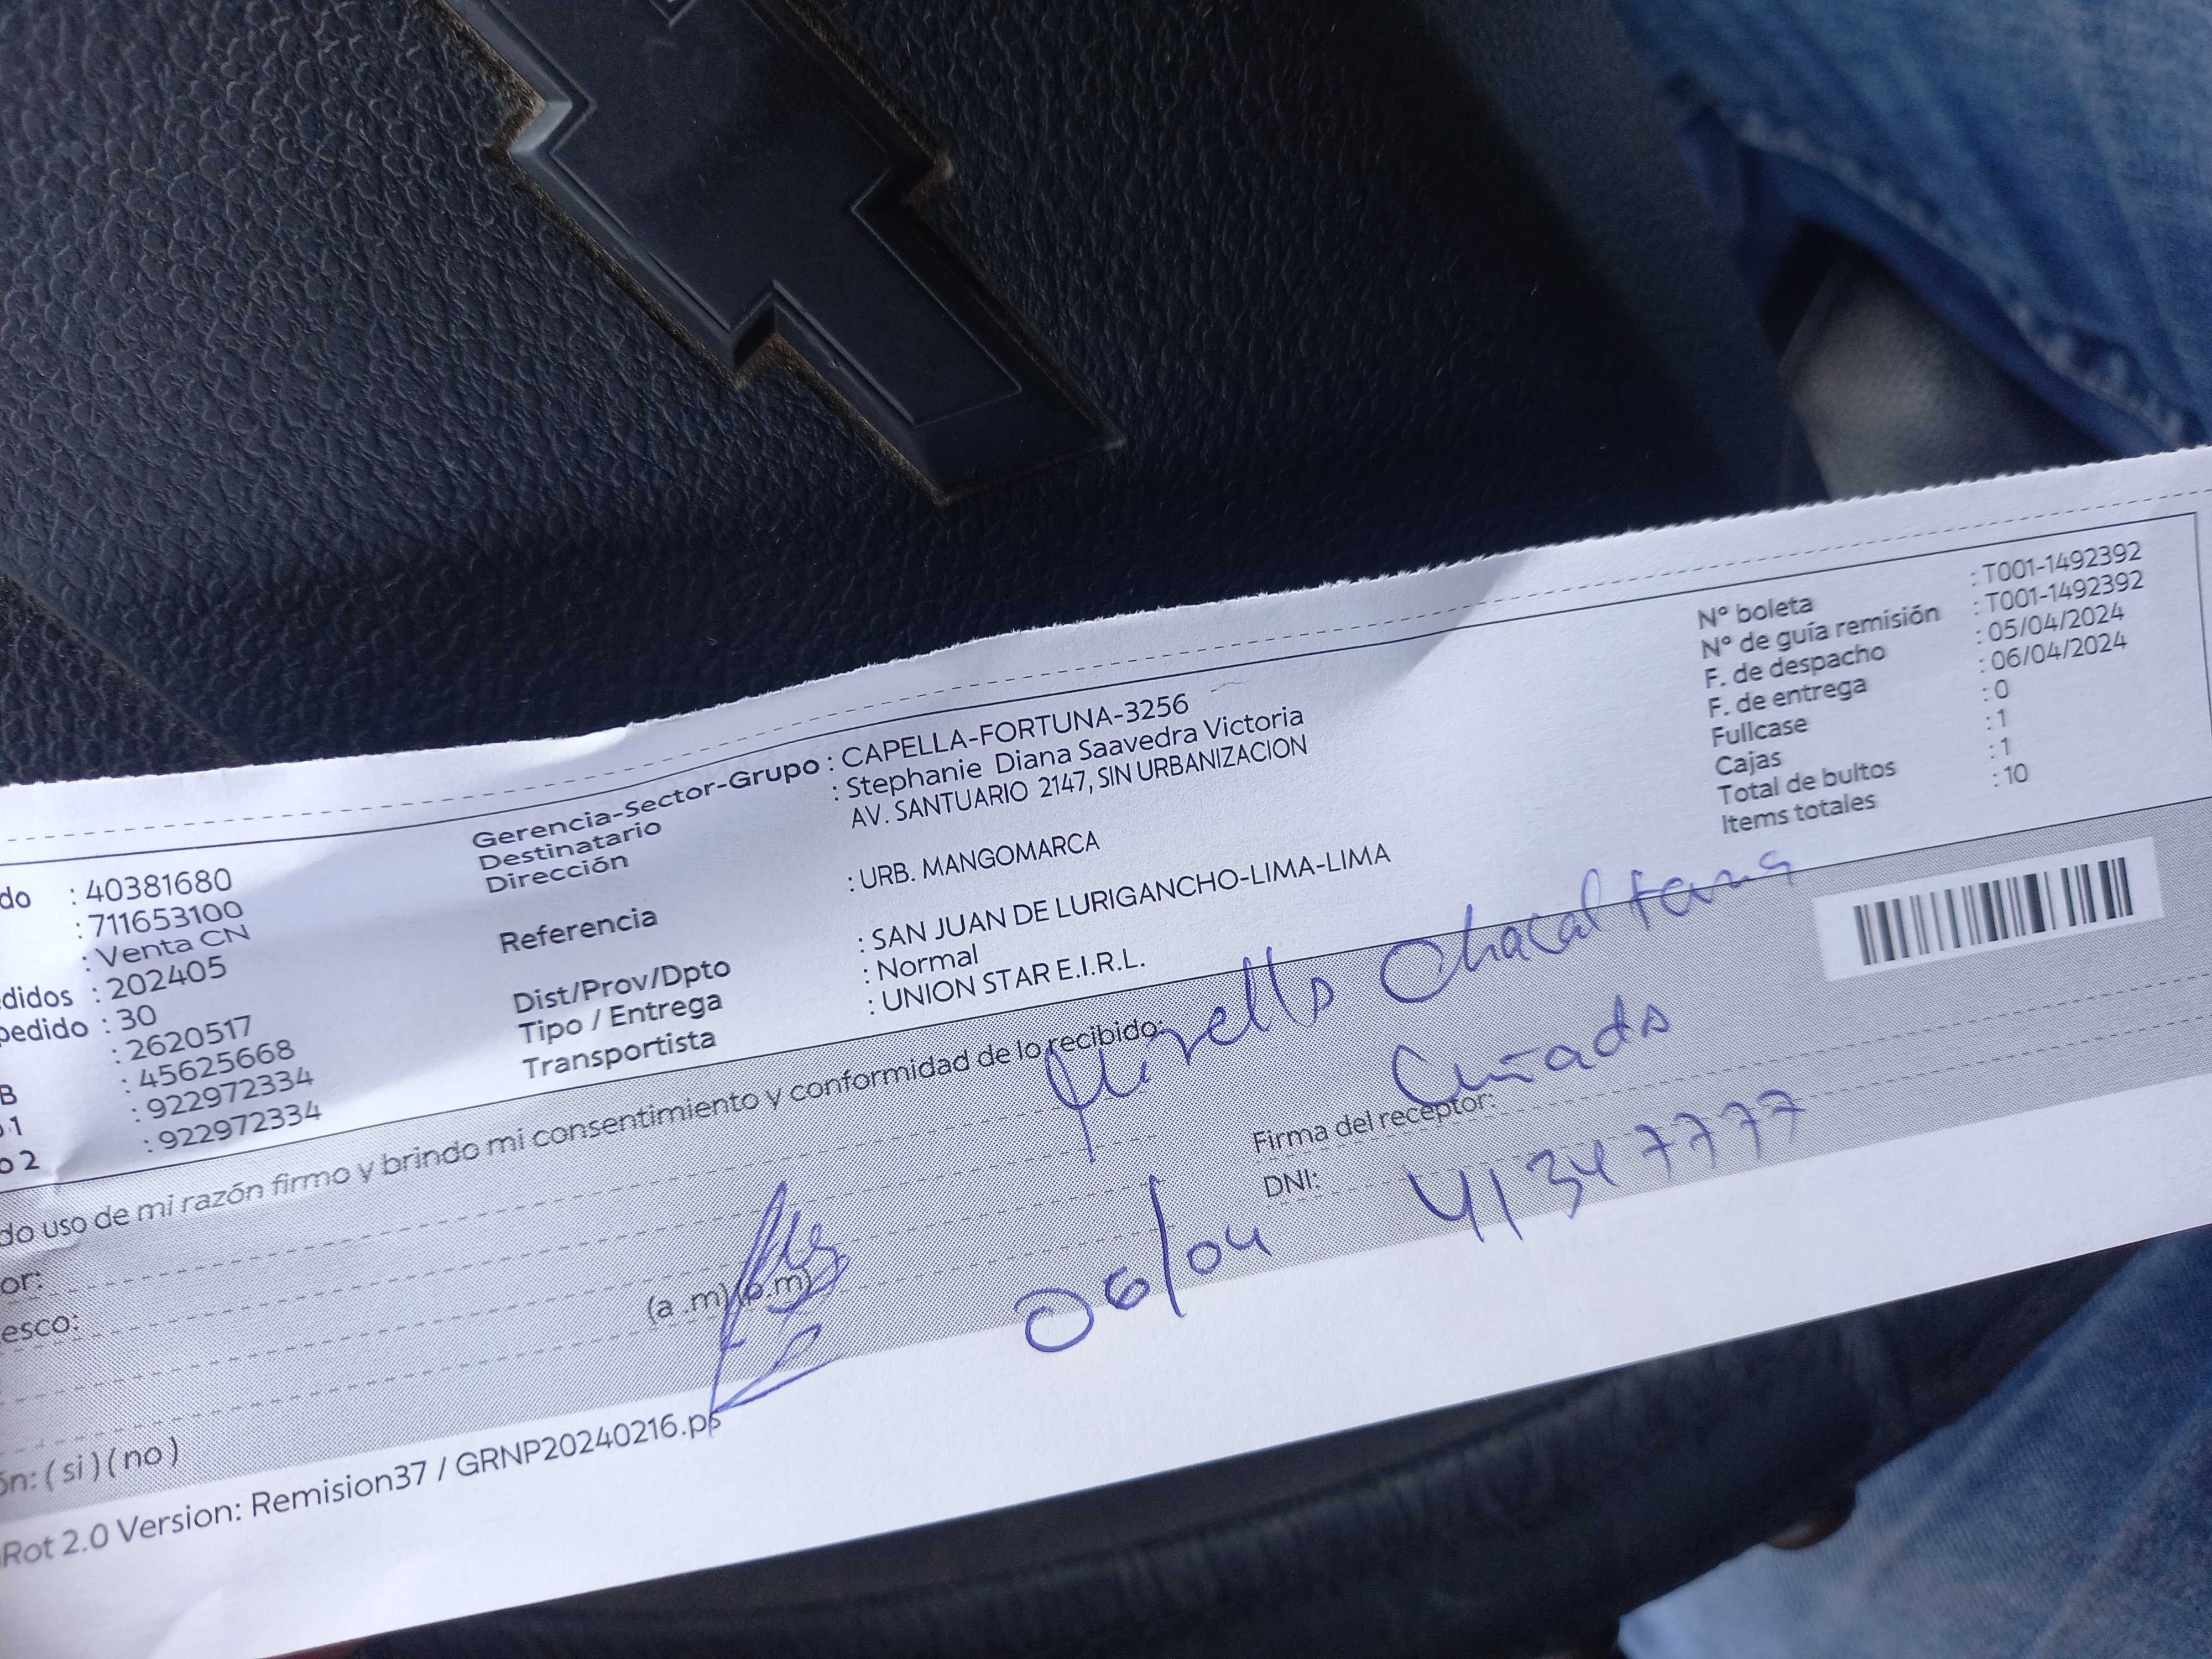 do : 40381680
: 711653100
: Venta CN
didos : 202405
pedido : 30
: 2620517
B : 45625668
.1 : 922972334
o 2 : 922972334
Gerencia-Sector-Grupo : CAPELLA-FORTUNA-3256
Destinatario : Stephanie Diana Saavedra Victoria
Dirección AV. SANTUARIO 2147, SIN URBANIZACION
Referencia : URB. MANGOMARCA
Dist/Prov/Dpto : SAN JUAN DE LURIGANCHO-LIMA-LIMA
Tipo / Entrega : Normal
Transportista : UNION STAR E.I.R.L.
N° boleta : T001-1492392
N° de guía remisión : T001-1492392
F. de despacho : 05/04/2024
F. de entrega : 06/04/2024
Fullcase : 0
Cajas : 1
Total de bultos : 1
Items totales : 10
do uso de mi razón firmo y brindo mi consentimiento y conformidad de lo recibido:
Chacaltana
Cuñada
or:
Firma del receptor:
esco: (a .m) (p.m)
DNI: 41347777
06/04
ón: ( si ) ( no )
Rot 2.0 Version: Remision37 / GRNP20240216.ps